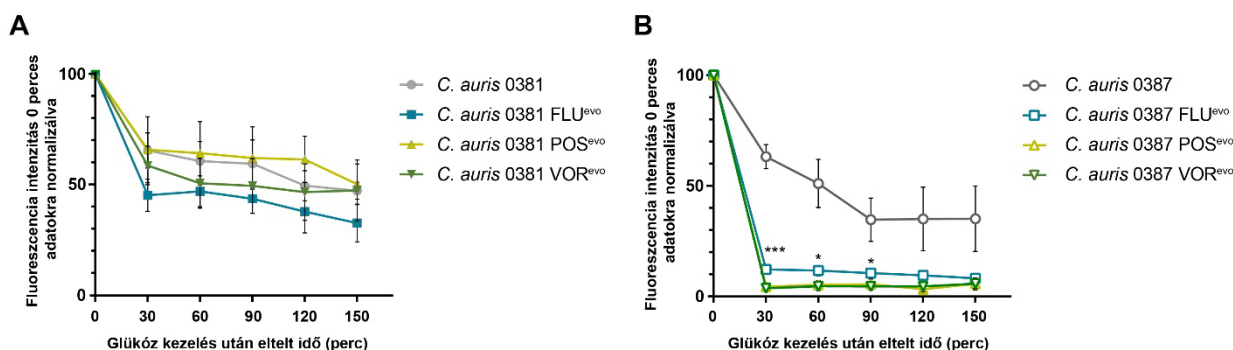 A
Fluoreszcencia intenzitás 0 perces
adatokra normalizálva
100
50
0
0 30 60 90 120 150
Glükóz kezelés után eltelt idő (perc)
C. auris 0381
C. auris 0381 FLUᵉᵛᵒ
C. auris 0381 POSᵉᵛᵒ
C. auris 0381 VORᵉᵛᵒ
B
Fluoreszcencia intenzitás 0 perces
adatokra normalizálva
100
50
0
*** * *
0 30 60 90 120 150
Glükóz kezelés után eltelt idő (perc)
C. auris 0387
C. auris 0387 FLUᵉᵛᵒ
C. auris 0387 POSᵉᵛᵒ
C. auris 0387 VORᵉᵛᵒ